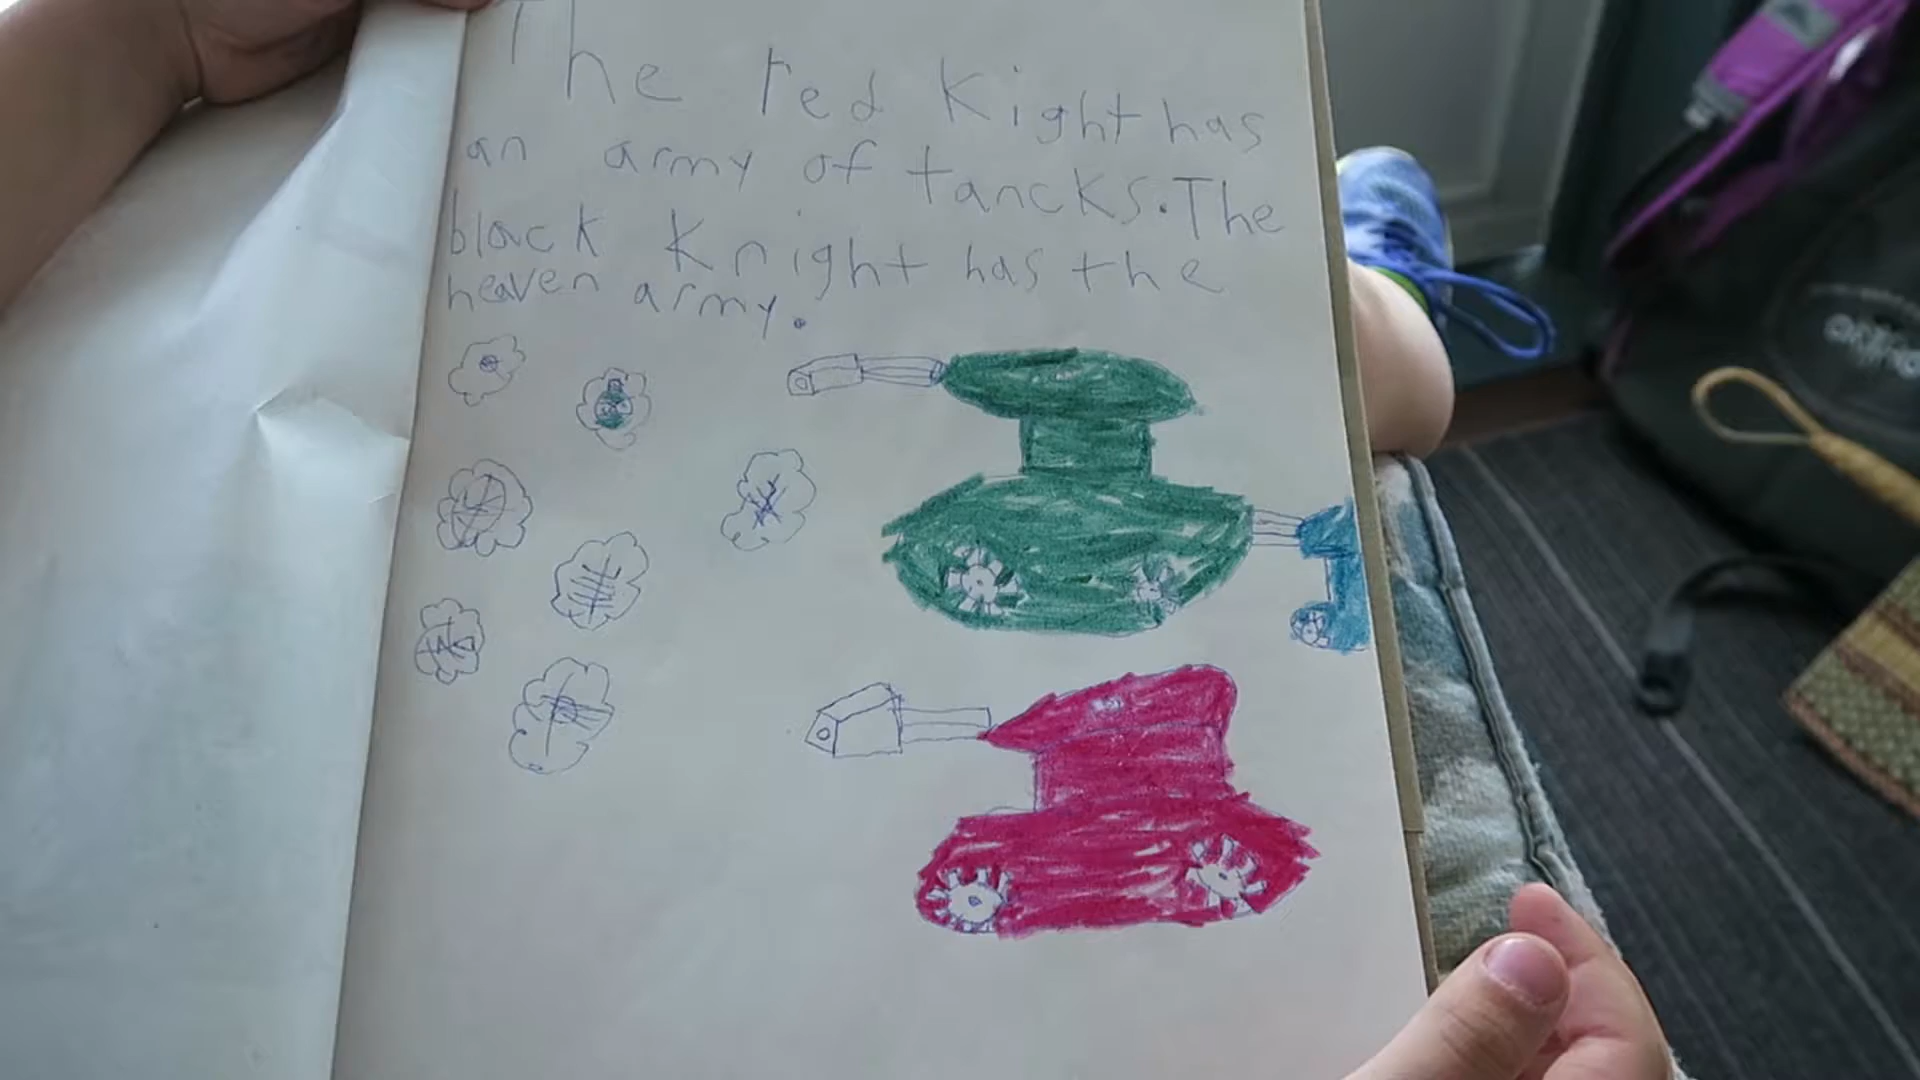 The red Kight has
an army of tancks. The
black Knight has the
heaven army.